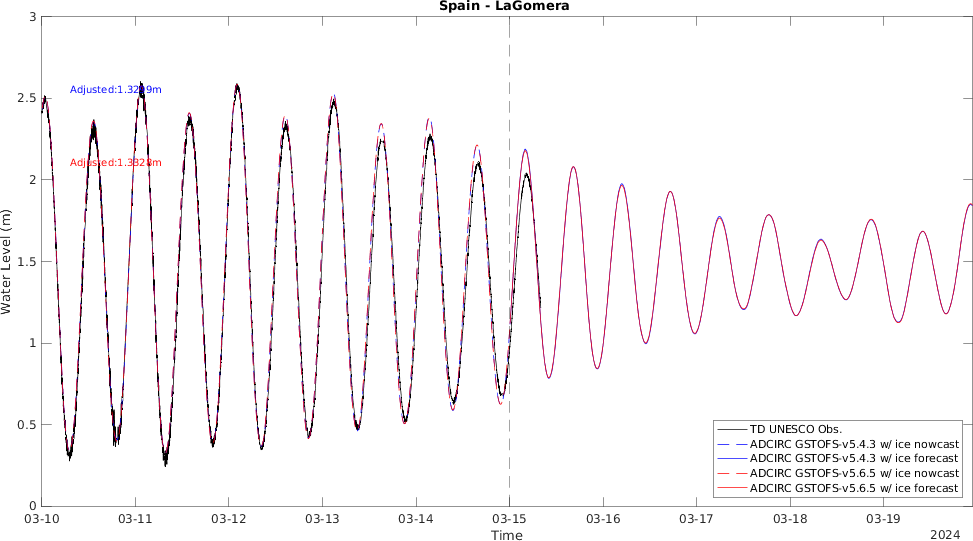 Spain - LaGomera
3
2.5
2
1.5
1
0.5
0
Water Level (m)
Adjusted:1.3299m
Adjusted:1.3328m
TD UNESCO Obs.
ADCIRC GSTOFS-v5.4.3 w/ ice nowcast
ADCIRC GSTOFS-v5.4.3 w/ ice forecast
ADCIRC GSTOFS-v5.6.5 w/ ice nowcast
ADCIRC GSTOFS-v5.6.5 w/ ice forecast
03-10 03-11 03-12 03-13 03-14 03-15 03-16 03-17 03-18 03-19
Time
2024